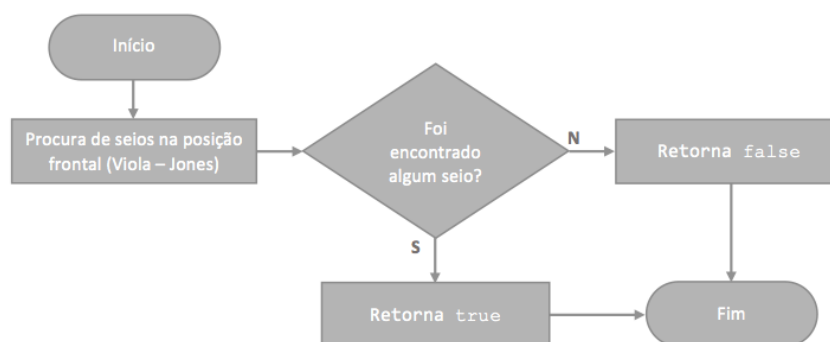 Início
Procura de seios na posição
frontal (Viola – Jones)
Foi
encontrado
algum seio?
N
Retorna false
S
Retorna true
Fim